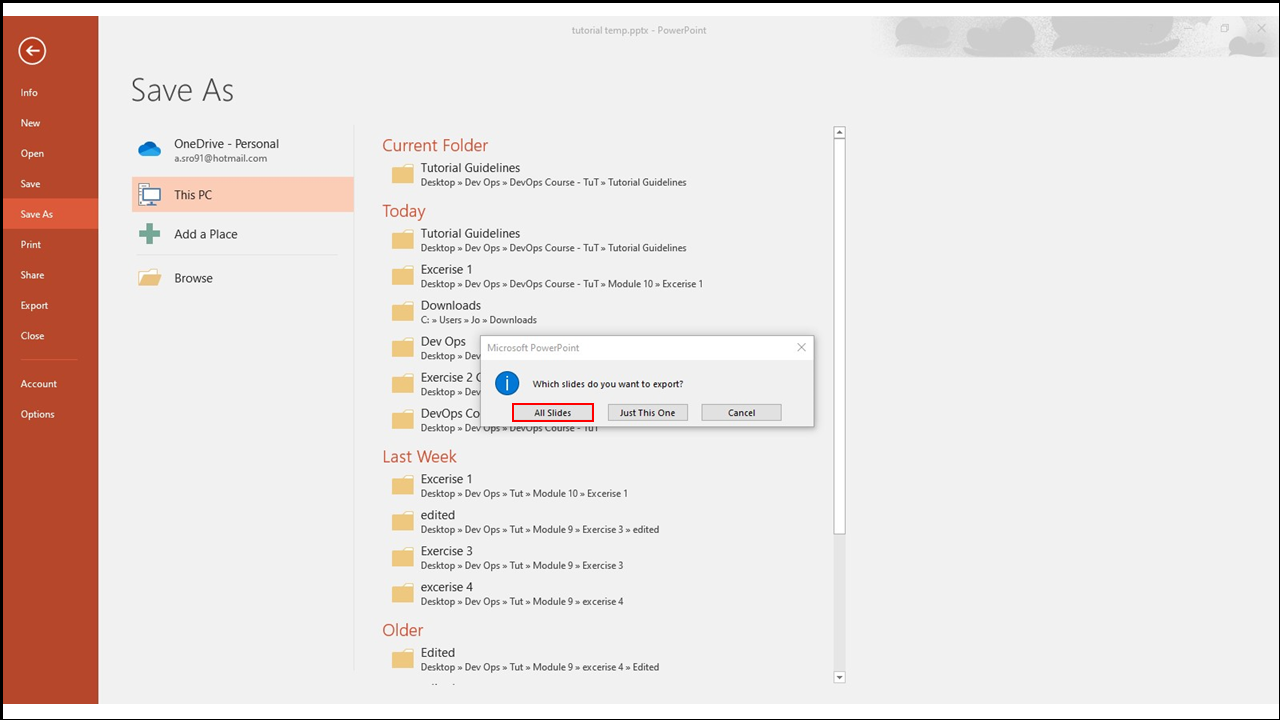 tutorial temp.pptx - PowerPoint
Info
New
Open
Save
Save As
Print
Share
Export
Close
Account
Options
Save As
OneDrive - Personal
a.sro91@hotmail.com
This PC
Add a Place
Browse
Current Folder
Tutorial Guidelines
Desktop » Dev Ops » DevOps Course - TuT » Tutorial Guidelines
Today
Tutorial Guidelines
Desktop » Dev Ops » DevOps Course - TuT » Tutorial Guidelines
Excerise 1
Desktop » Dev Ops » DevOps Course - TuT » Module 10 » Excerise 1
Downloads
C: » Users » Jo » Downloads
Dev Ops
Desktop » Dev
Exercise 2
Desktop » Dev
DevOps Co
Desktop » Dev Ops » DevOps Course - TuT
Microsoft PowerPoint
Which slides do you want to export?
All Slides
Just This One
Cancel
Last Week
Excerise 1
Desktop » Dev Ops » Tut » Module 10 » Excerise 1
edited
Desktop » Dev Ops » Tut » Module 9 » Exercise 3 » edited
Exercise 3
Desktop » Dev Ops » Tut » Module 9 » Exercise 3
excerise 4
Desktop » Dev Ops » Tut » Module 9 » excerise 4
Older
Edited
Desktop » Dev Ops » Tut » Module 9 » excerise 4 » Edited